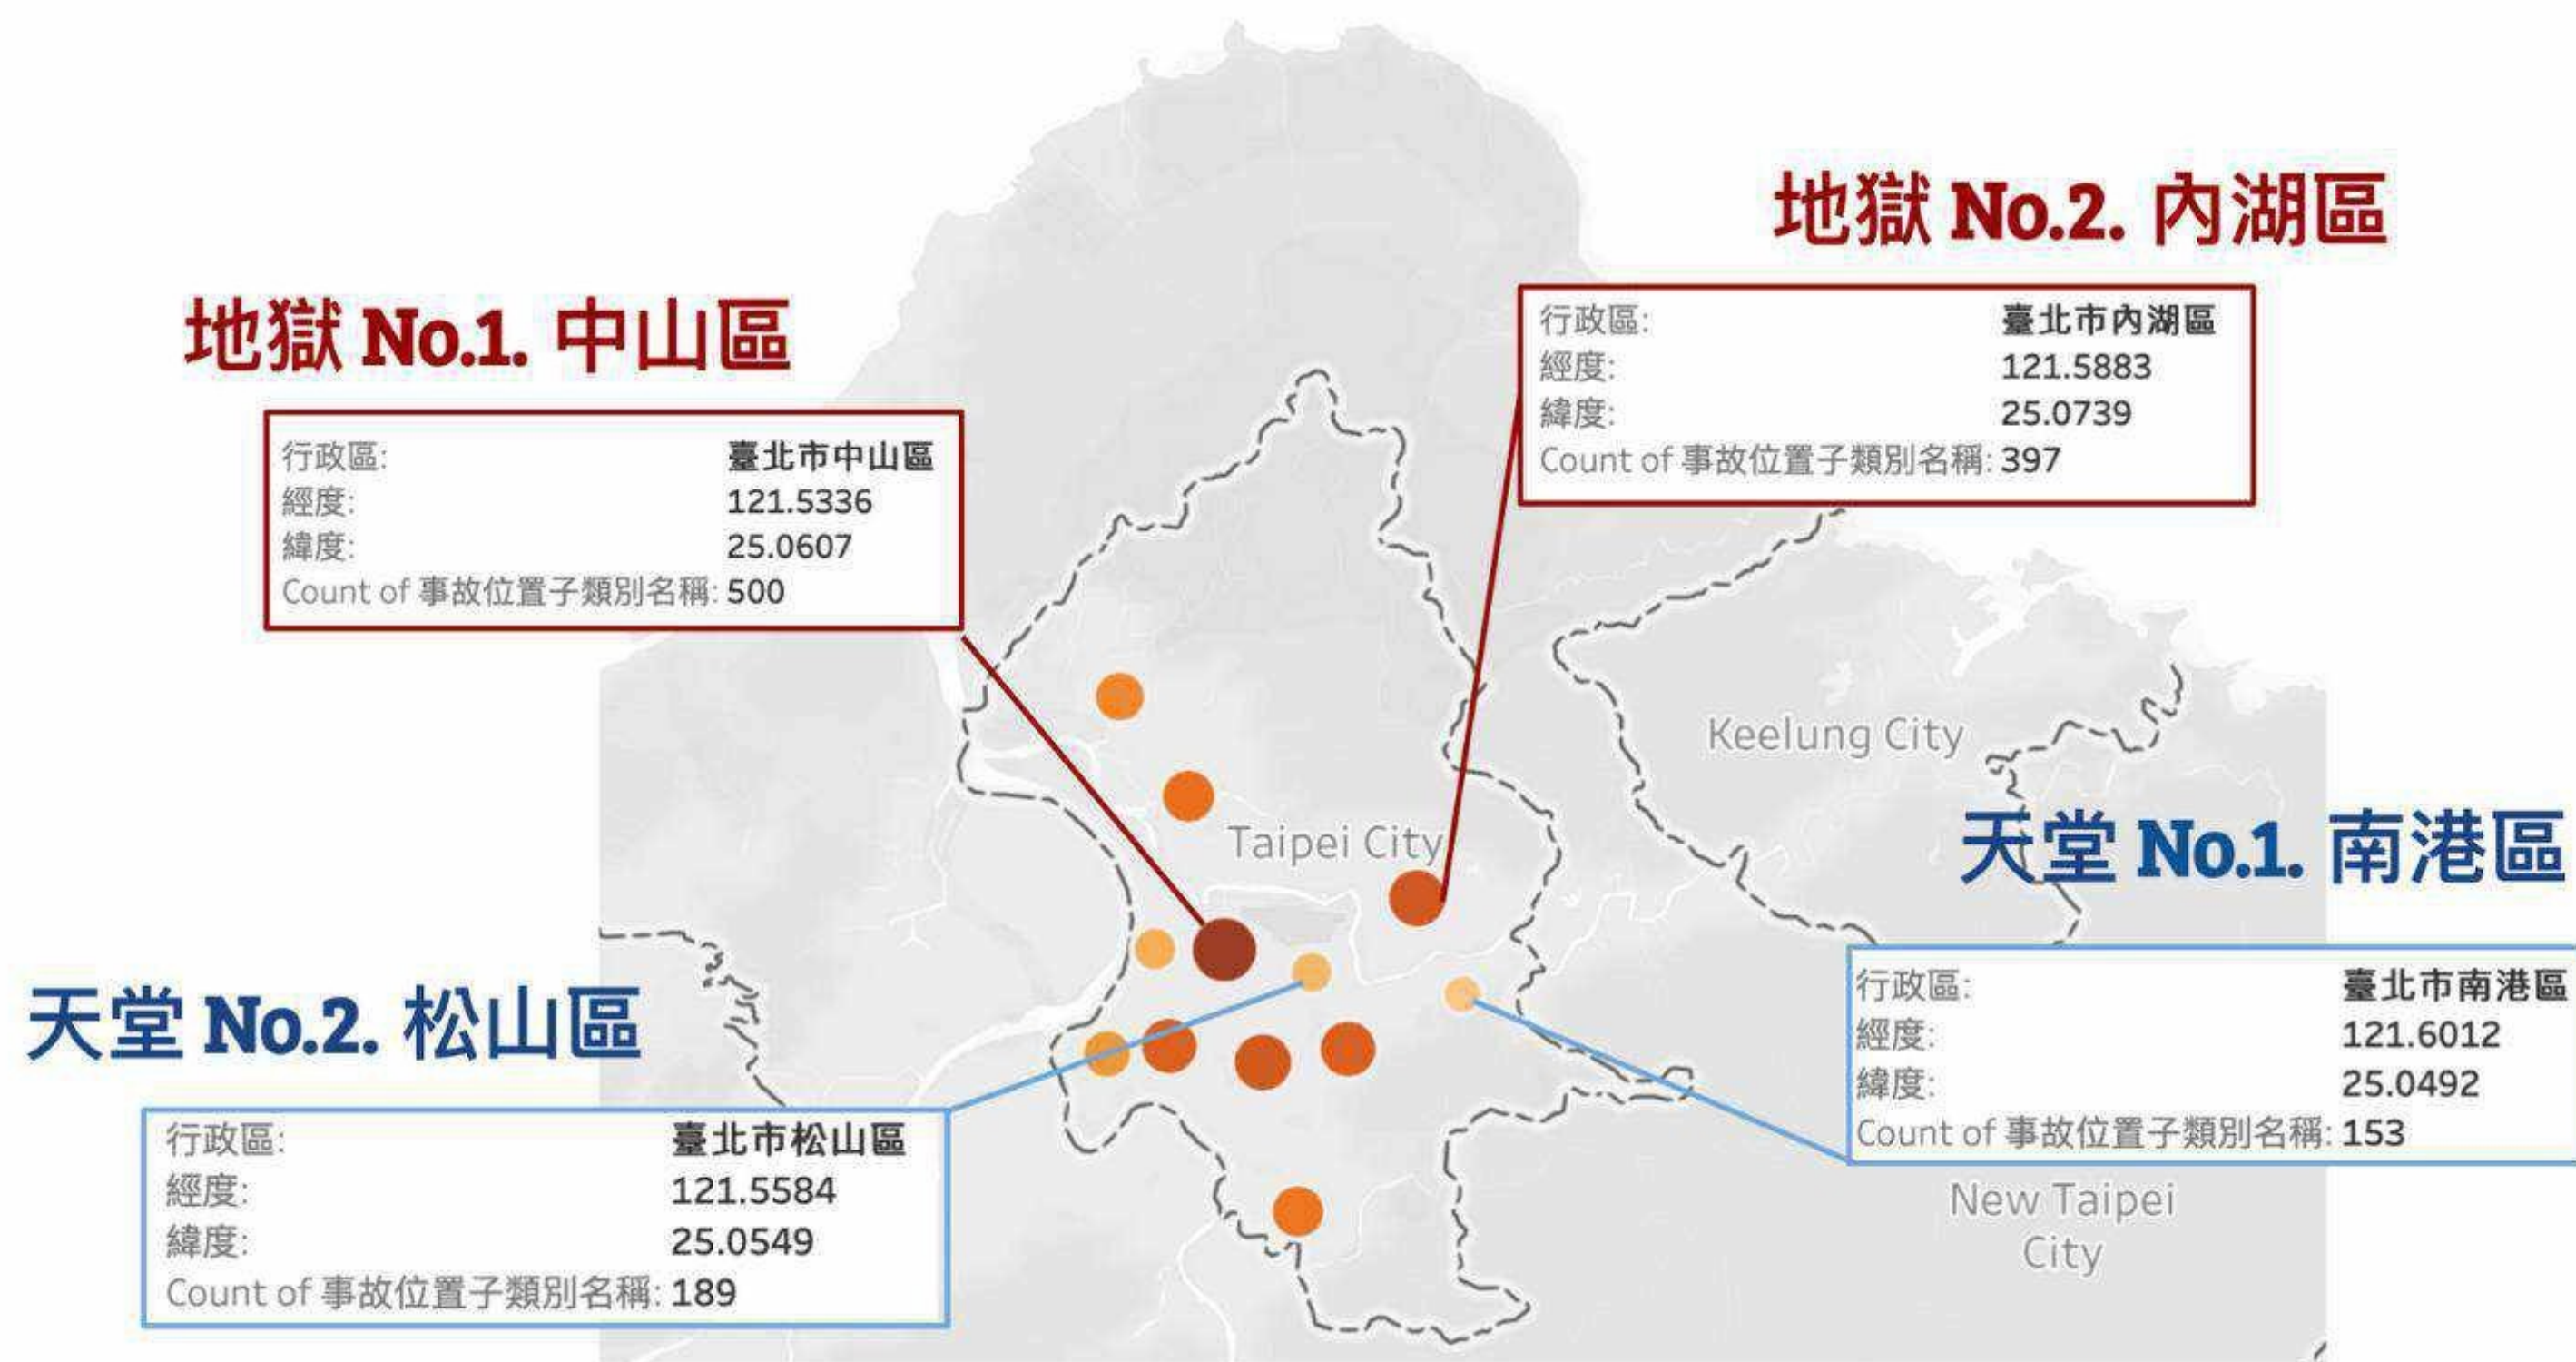 地獄 No.2. 內湖區
行政區: 臺北市內湖區
經度: 121.5883
緯度: 25.0739
Count of 事故位置子類別名稱: 397
地獄 No.1. 中山區
行政區: 臺北市中山區
經度: 121.5336
緯度: 25.0607
Count of 事故位置子類別名稱: 500
Keelung City
Taipei City
天堂 No.1. 南港區
行政區: 臺北市南港區
經度: 121.6012
緯度: 25.0492
Count of 事故位置子類別名稱: 153
天堂 No.2. 松山區
行政區: 臺北市松山區
經度: 121.5584
緯度: 25.0549
Count of 事故位置子類別名稱: 189
New Taipei
City